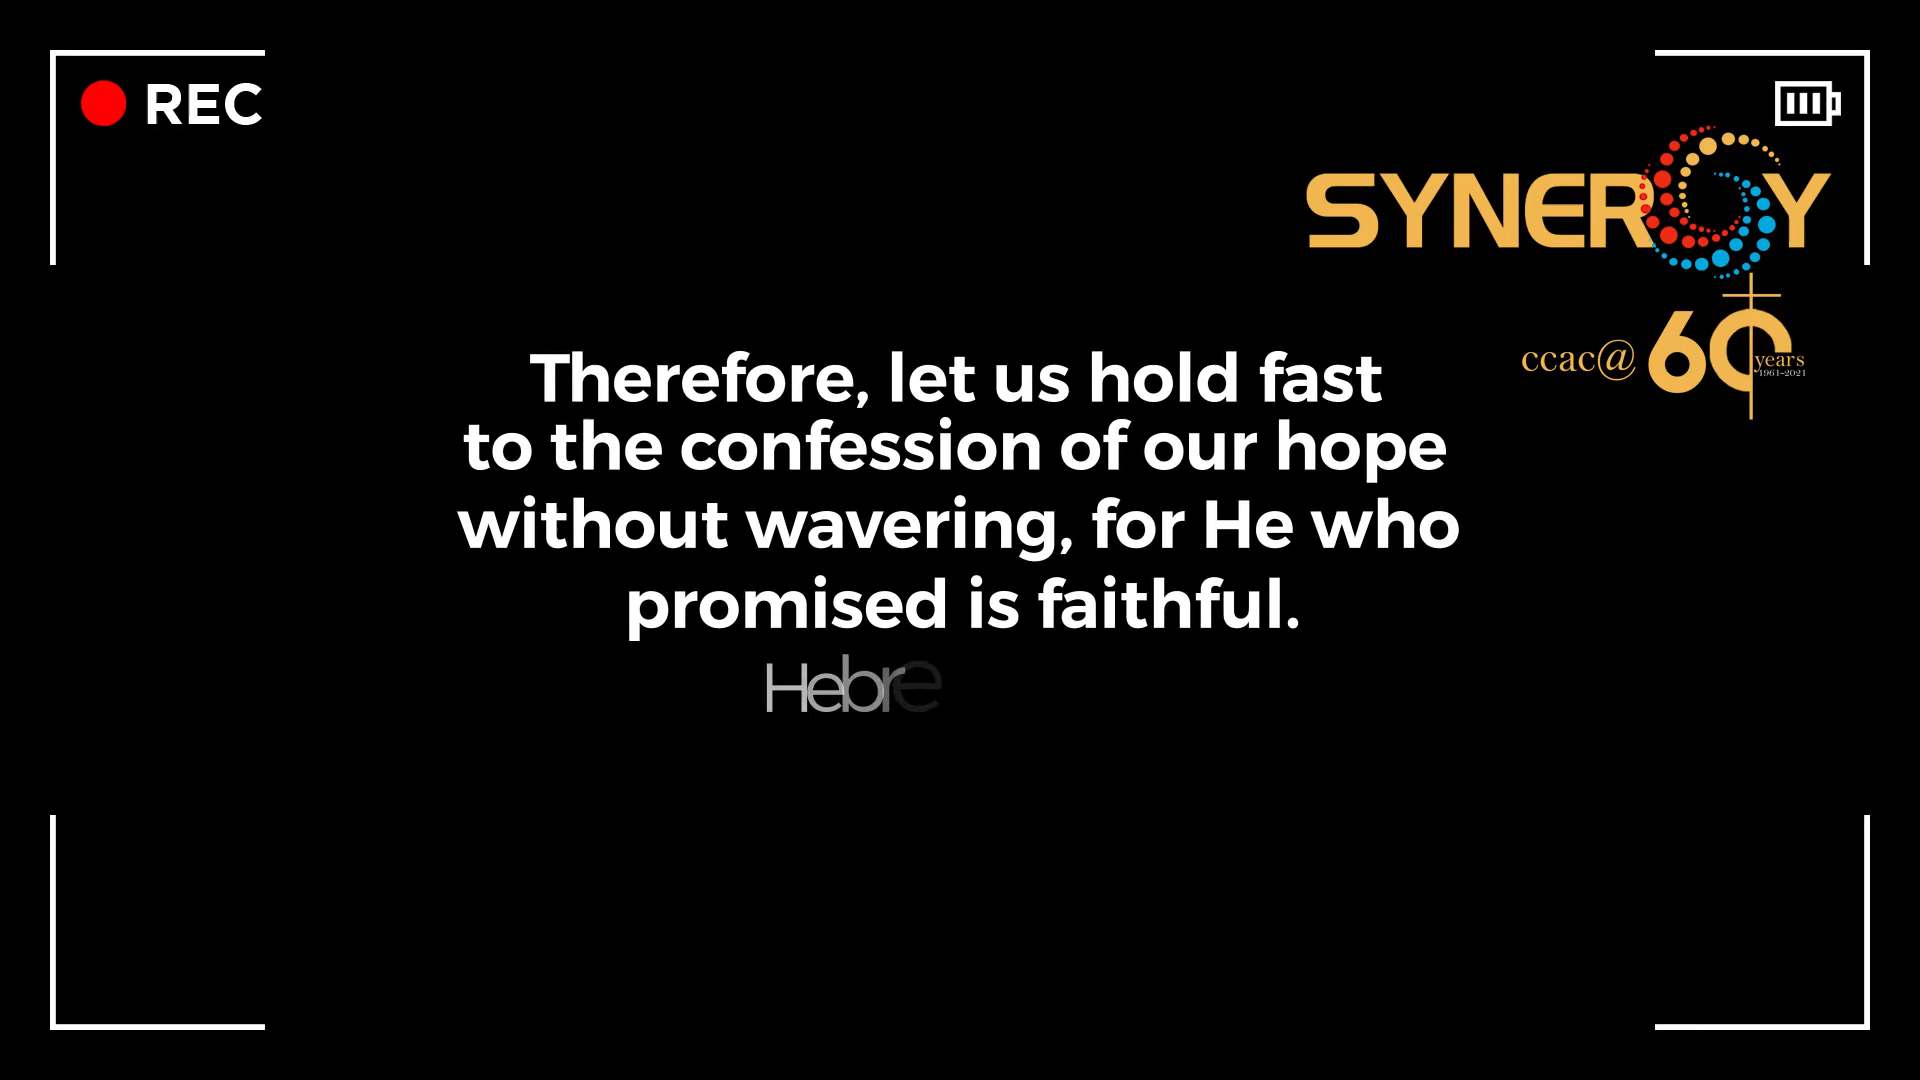 REC
SYNERGY
ccac@60
years
1961-2021
Therefore, let us hold fast
to the confession of our hope
without wavering, for He who
promised is faithful.
Hebre